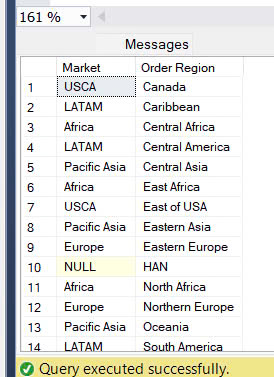 161 %
Messages
Market Order Region
1 USCA Canada
2 LATAM Caribbean
3 Africa Central Africa
4 LATAM Central America
5 Pacific Asia Central Asia
6 Africa East Africa
7 USCA East of USA
8 Pacific Asia Eastern Asia
9 Europe Eastern Europe
10 NULL HAN
11 Africa North Africa
12 Europe Northern Europe
13 Pacific Asia Oceania
14 LATAM South America
Query executed successfully.